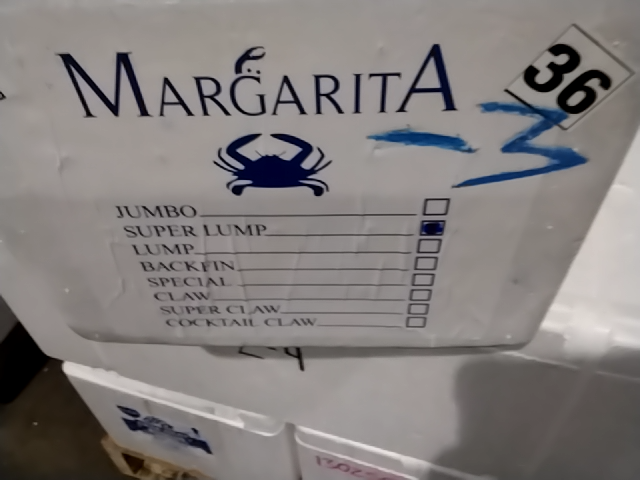 MARGARITA
36
-3
JUMBO
SUPER LUMP
LUMP
BACKFIN
SPECIAL
CLAW
SUPER CLAW
COCKTAIL CLAW